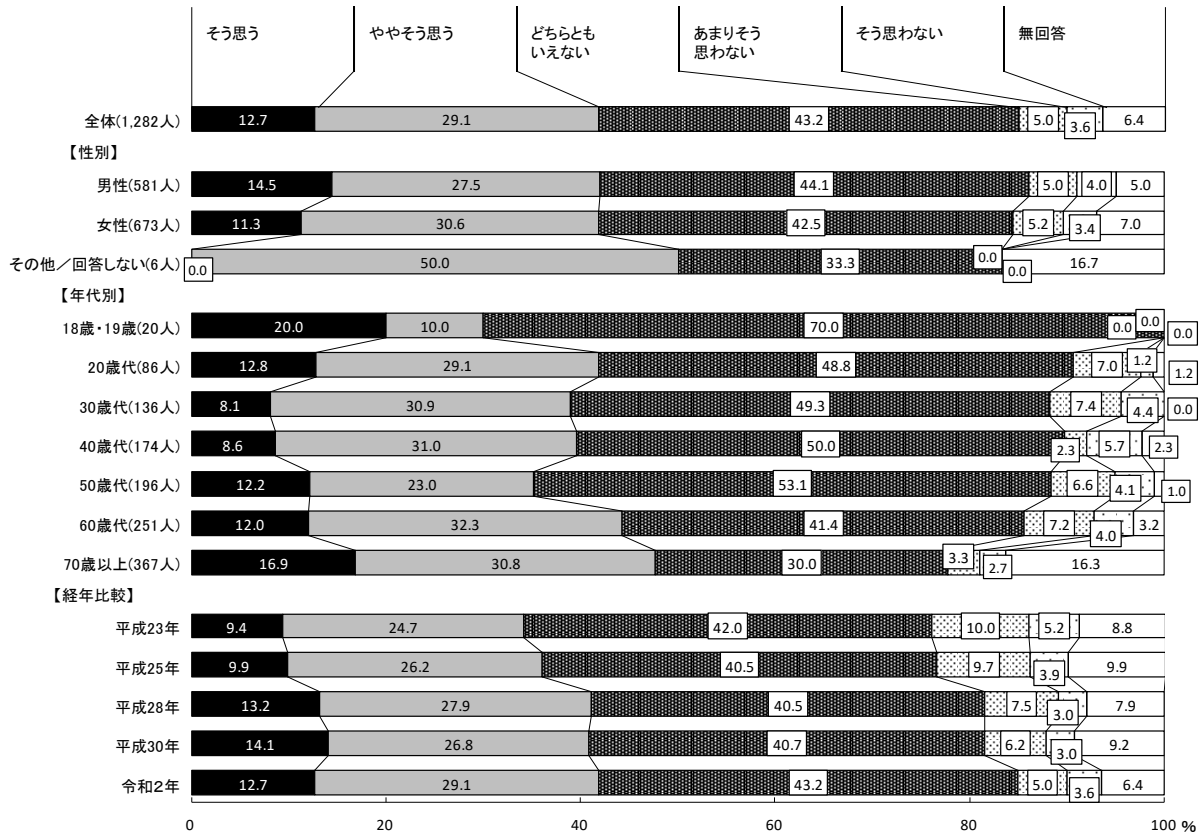 そう思う ややそう思う どちらとも あまりそう そう思わない 無回答
いえない 思わない
全体(1,282人) 12.7 29.1 43.2 5.0 3.6 6.4
【性別】
男性(581人) 14.5 27.5 44.1 5.0 4.0 5.0
女性(673人) 11.3 30.6 42.5 5.2 3.4 7.0
その他／回答しない(6人) 0.0 50.0 33.3 0.0 0.0 16.7
【年代別】
18歳・19歳(20人) 20.0 10.0 70.0 0.0 0.0 0.0
20歳代(86人) 12.8 29.1 48.8 7.0 1.2 1.2
30歳代(136人) 8.1 30.9 49.3 7.4 4.4 0.0
40歳代(174人) 8.6 31.0 50.0 2.3 5.7 2.3
50歳代(196人) 12.2 23.0 53.1 6.6 4.1 1.0
60歳代(251人) 12.0 32.3 41.4 7.2 4.0 3.2
70歳以上(367人) 16.9 30.8 30.0 3.3 2.7 16.3
【経年比較】
平成23年 9.4 24.7 42.0 10.0 5.2 8.8
平成25年 9.9 26.2 40.5 9.7 3.9 9.9
平成28年 13.2 27.9 40.5 7.5 3.0 7.9
平成30年 14.1 26.8 40.7 6.2 3.0 9.2
令和２年 12.7 29.1 43.2 5.0 3.6 6.4
0 20 40 60 80 100 %